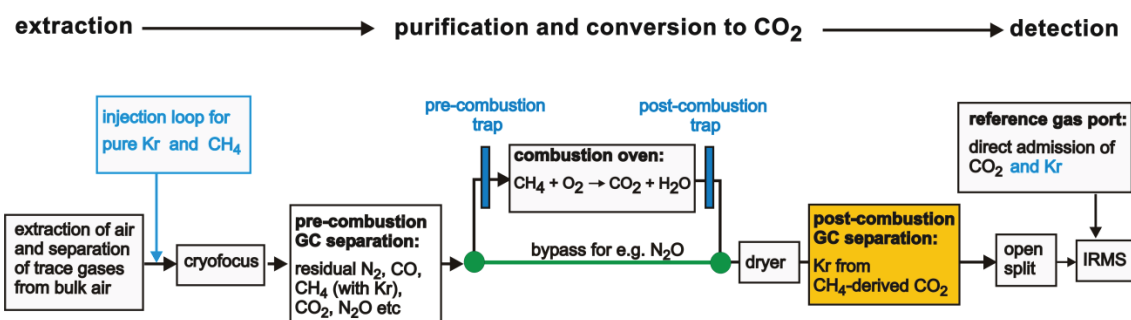 extraction
purification and conversion to CO₂
detection
injection loop for
pure Kr and CH₄
extraction of air
and separation
of trace gases
from bulk air
cryofocus
pre-combustion
GC separation:
residual N₂, CO,
CH₄ (with Kr),
CO₂, N₂O etc
pre-combustion
trap
combustion oven:
CH₄ + O₂ → CO₂ + H₂O
post-combustion
trap
bypass for e.g. N₂O
dryer
post-combustion
GC separation:
Kr from
CH₄-derived CO₂
open
split
reference gas port:
direct admission of
CO₂ and Kr
IRMS